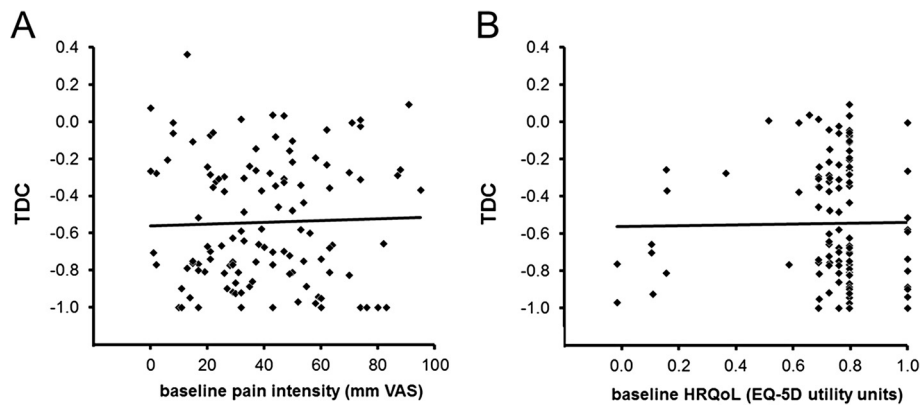 A
TDC
0.4
0.2
0.0
-0.2
-0.4
-0.6
-0.8
-1.0
0 20 40 60 80 100
baseline pain intensity (mm VAS)
B
TDC
0.4
0.2
0.0
-0.2
-0.4
-0.6
-0.8
-1.0
0.0 0.2 0.4 0.6 0.8 1.0
baseline HRQoL (EQ-5D utility units)